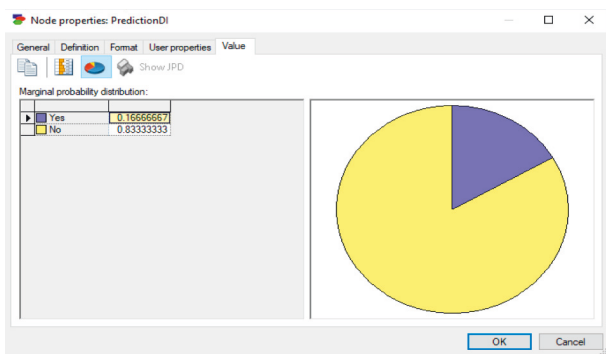 Node properties: PredictionDI
General Definition Format User properties Value
Show JPD
Marginal probability distribution:
Yes 0.16666667
No 0.83333333
OK Cancel